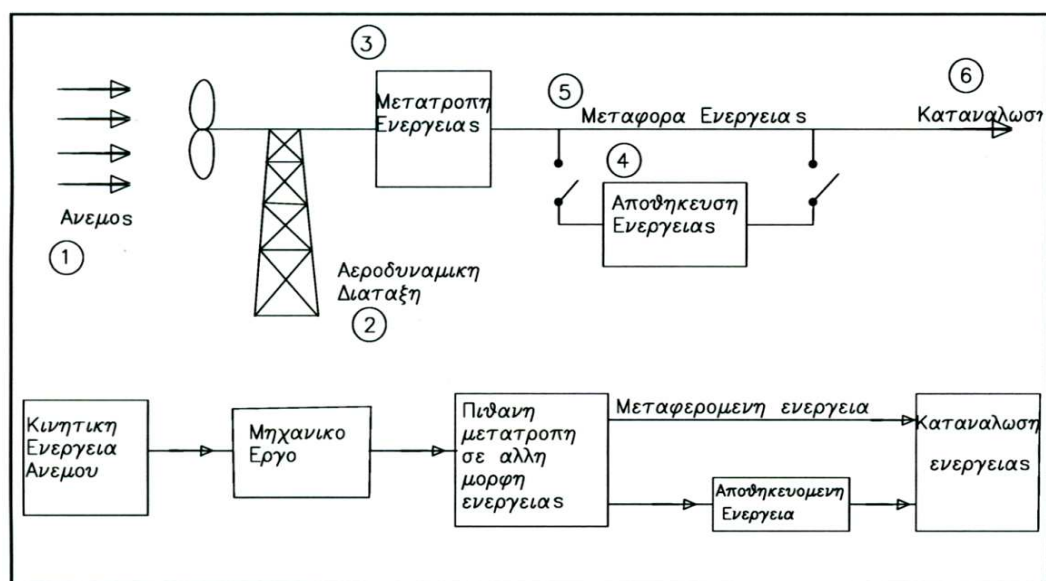 3
5
6
Μετατροπη
Ενεργειας
Μεταφορα Ενεργειας
Καταναλωση
4
Αποθηκευση
Ενεργειας
Ανεμος
1
Αεροδυναμικη
Διαταξη
2
Κινητικη
Ενεργεια
Ανεμου
Μηχανικο
Εργο
Πιθανη
μετατροπη
σε αλλη
μορφη
ενεργειας
Μεταφερομενη ενεργεια
Αποθηκευομενη
Ενεργεια
Καταναλωση
ενεργειας